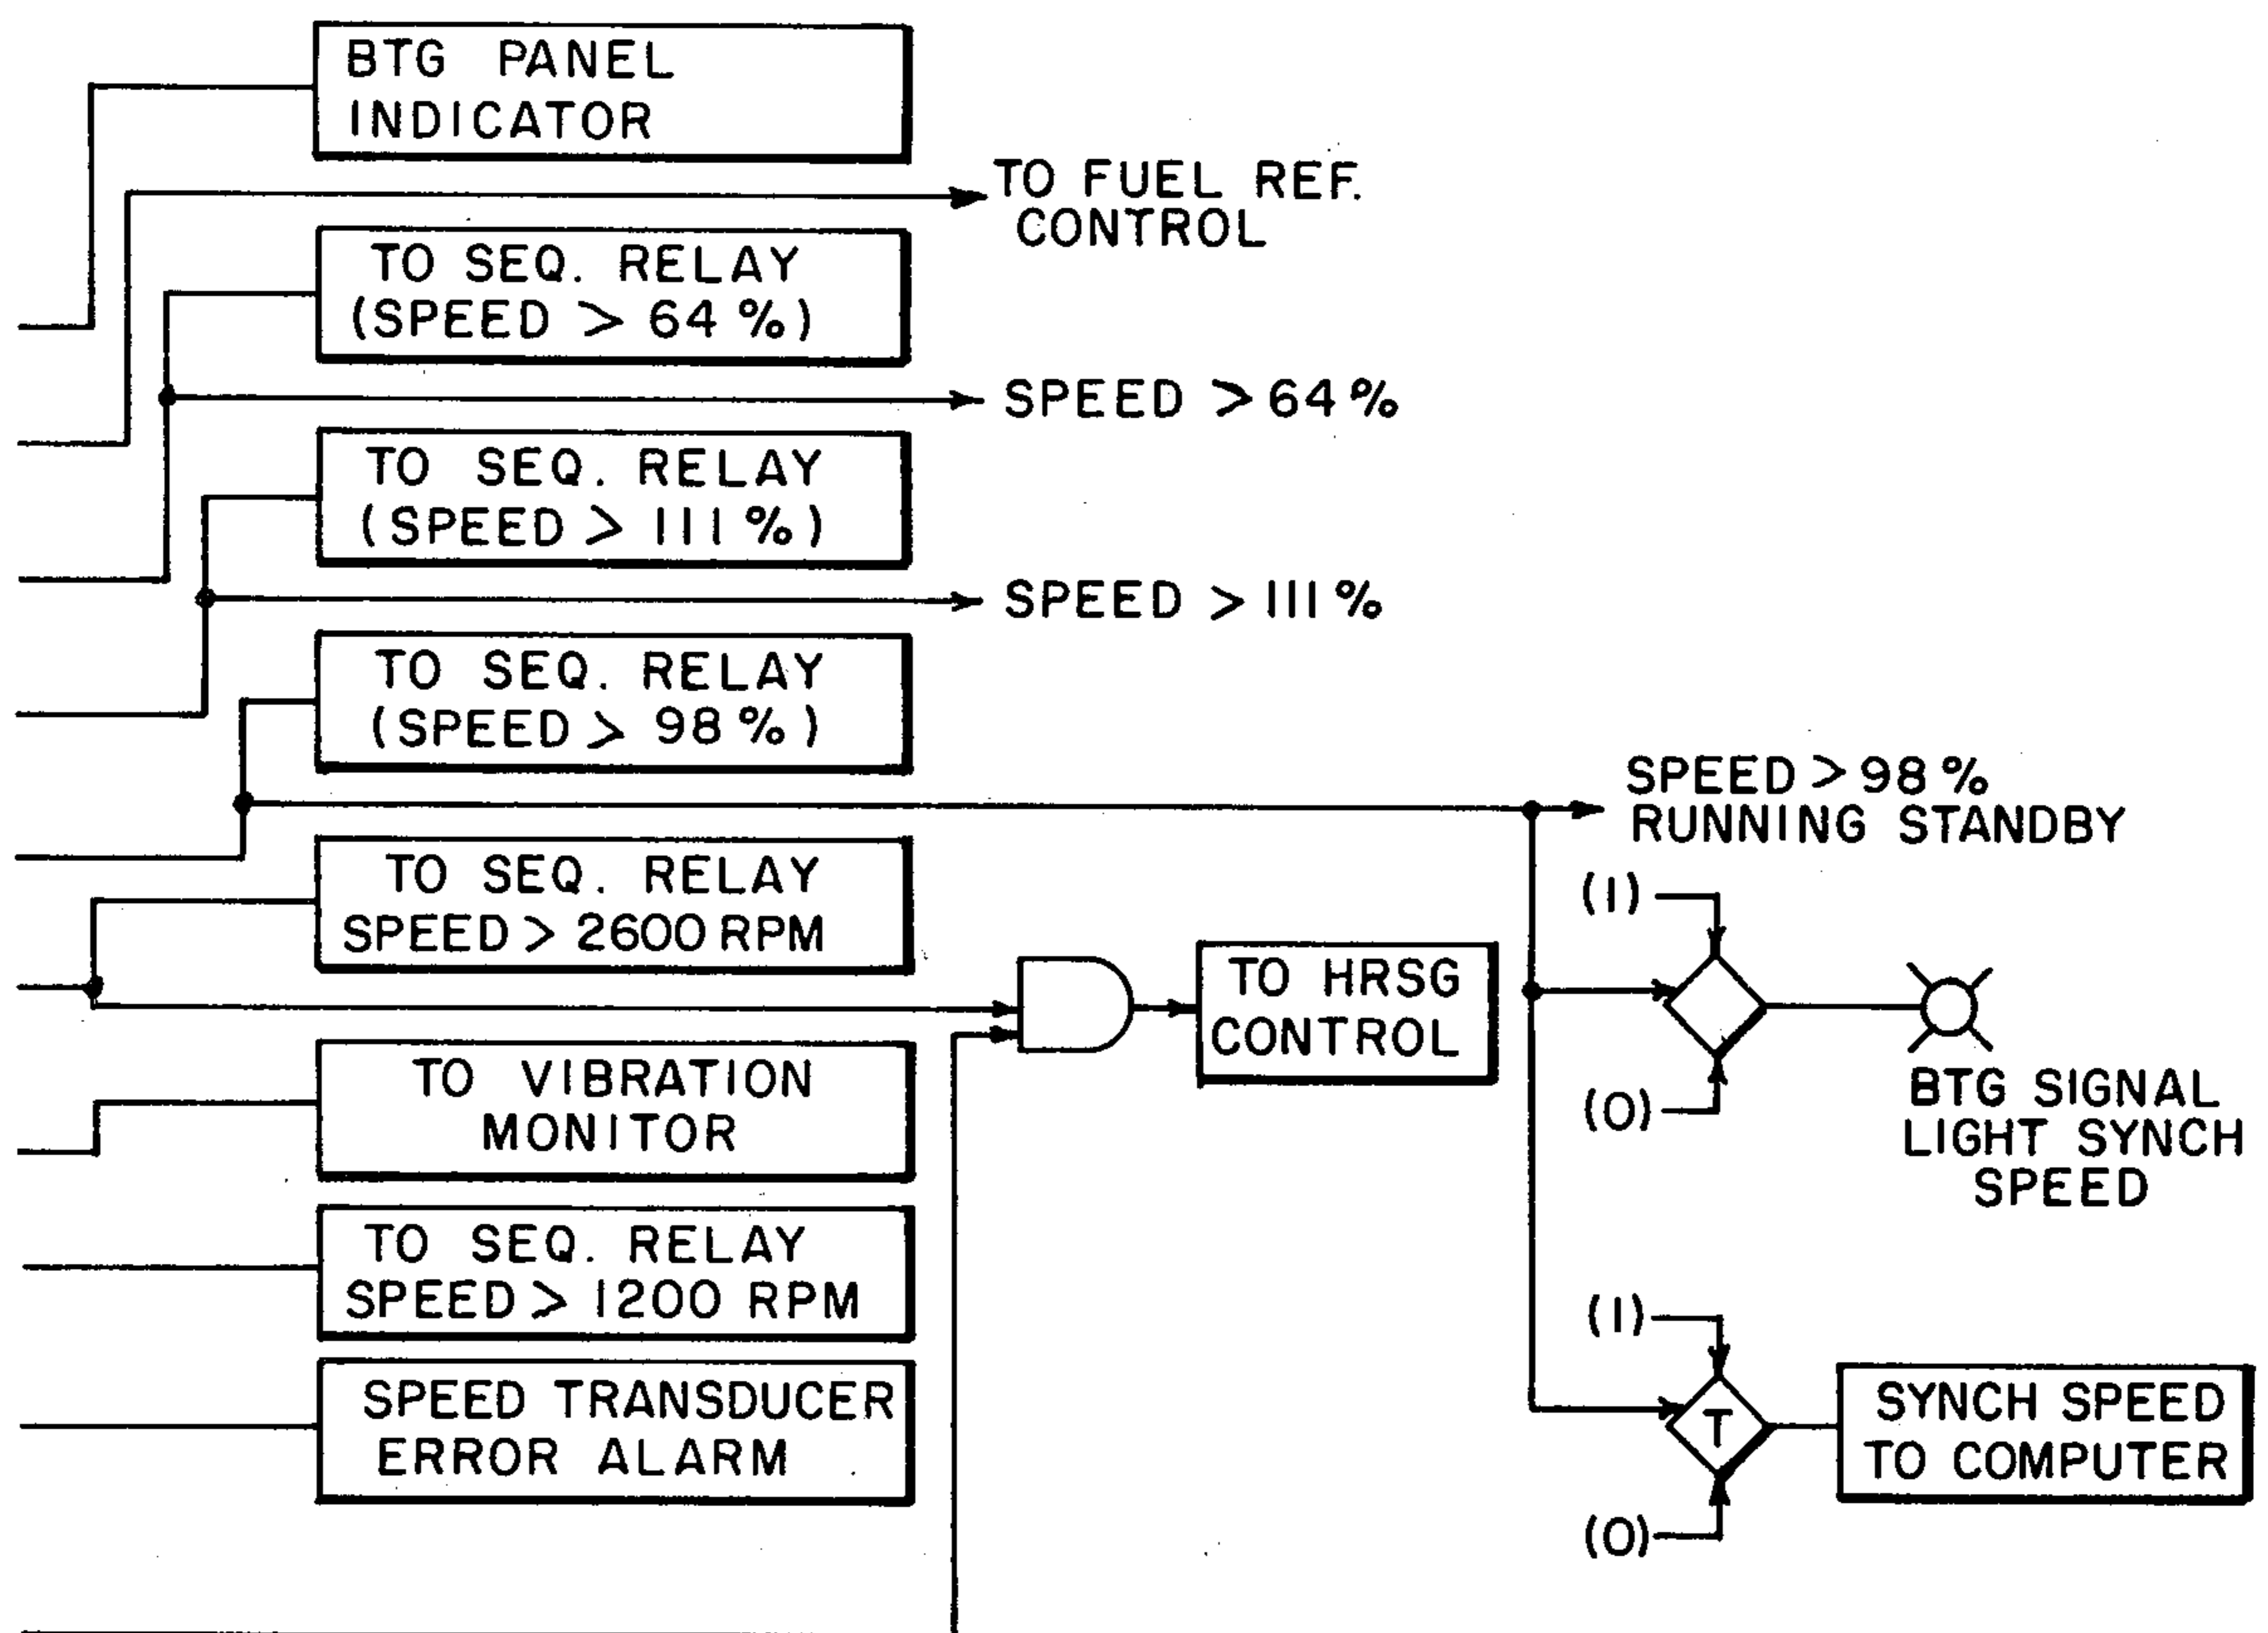 BTG PANEL
INDICATOR
TO FUEL REF.
CONTROL
TO SEQ. RELAY
(SPEED > 64 %)
SPEED > 64 %
TO SEQ. RELAY
(SPEED > 111 %)
SPEED > 111 %
TO SEQ. RELAY
(SPEED > 98 %)
SPEED > 98 %
RUNNING STANDBY
TO SEQ. RELAY
SPEED > 2600 RPM
(1)
TO HRSG
CONTROL
(0)
BTG SIGNAL
LIGHT SYNCH
SPEED
TO VIBRATION
MONITOR
TO SEQ. RELAY
SPEED > 1200 RPM
SPEED TRANSDUCER
ERROR ALARM
(1)
T
SYNCH SPEED
TO COMPUTER
(0)